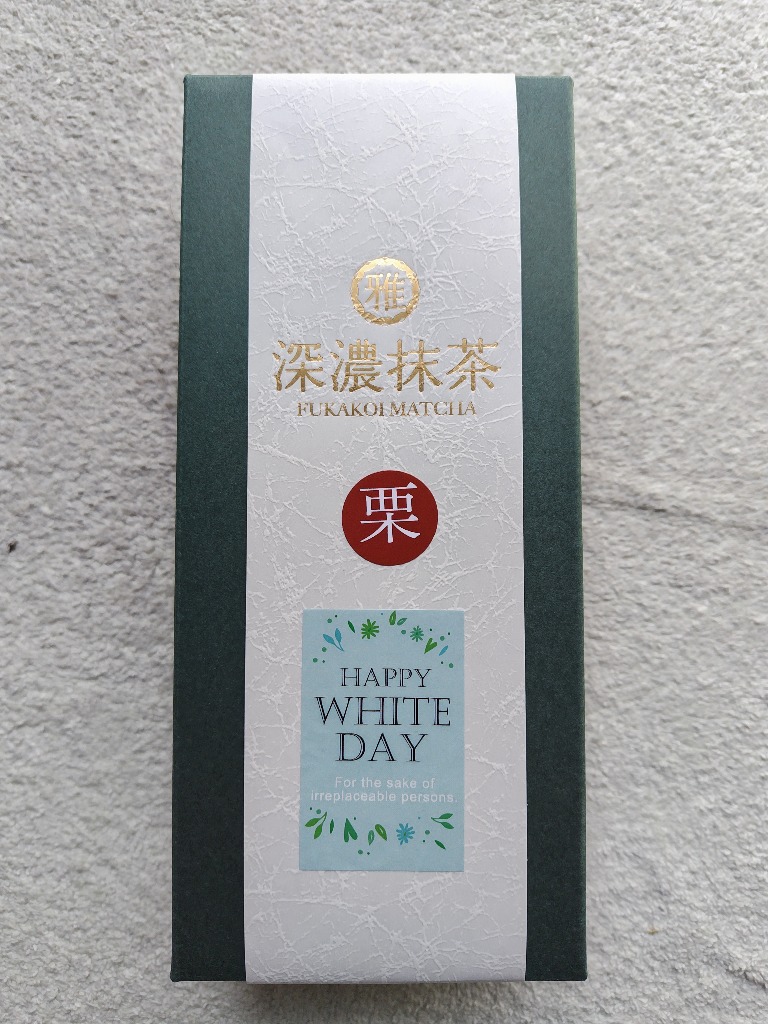 雅
深濃抹茶
FUKAKOI MATCHA
栗
HAPPY
WHITE
DAY
For the sake of
irreplaceable persons.